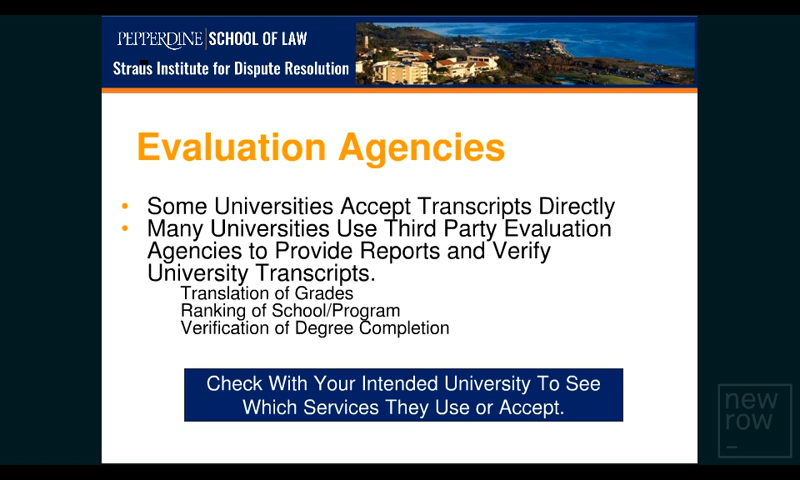 PEPPERDINE | SCHOOL OF LAW
Straus Institute for Dispute Resolution
Evaluation Agencies
• Some Universities Accept Transcripts Directly
• Many Universities Use Third Party Evaluation
Agencies to Provide Reports and Verify
University Transcripts.
Translation of Grades
Ranking of School/Program
Verification of Degree Completion
Check With Your Intended University To See
Which Services They Use or Accept.
new
row